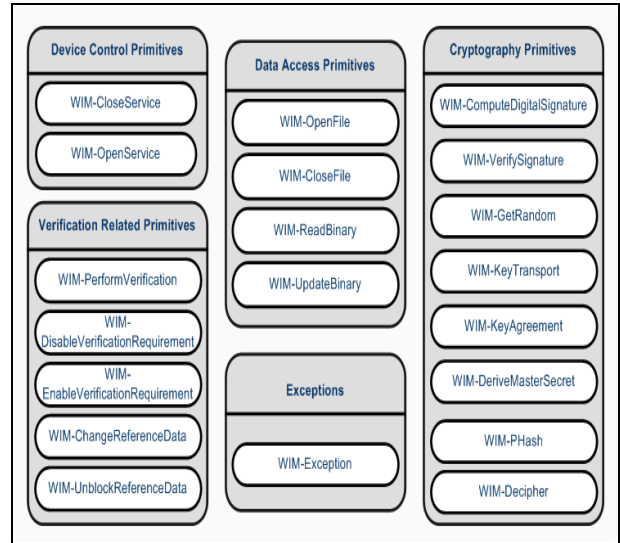 Device Control Primitives
WIM-CloseService
WIM-OpenService
Verification Related Primitives
WIM-PerformVerification
WIM-
DisableVerificationRequirement
WIM-
EnableVerificationRequirement
WIM-ChangeReferenceData
WIM-UnblockReferenceData
Data Access Primitives
WIM-OpenFile
WIM-CloseFile
WIM-ReadBinary
WIM-UpdateBinary
Exceptions
WIM-Exception
Cryptography Primitives
WIM-ComputeDigitalSignature
WIM-VerifySignature
WIM-GetRandom
WIM-KeyTransport
WIM-KeyAgreement
WIM-DeriveMasterSecret
WIM-PHash
WIM-Decipher